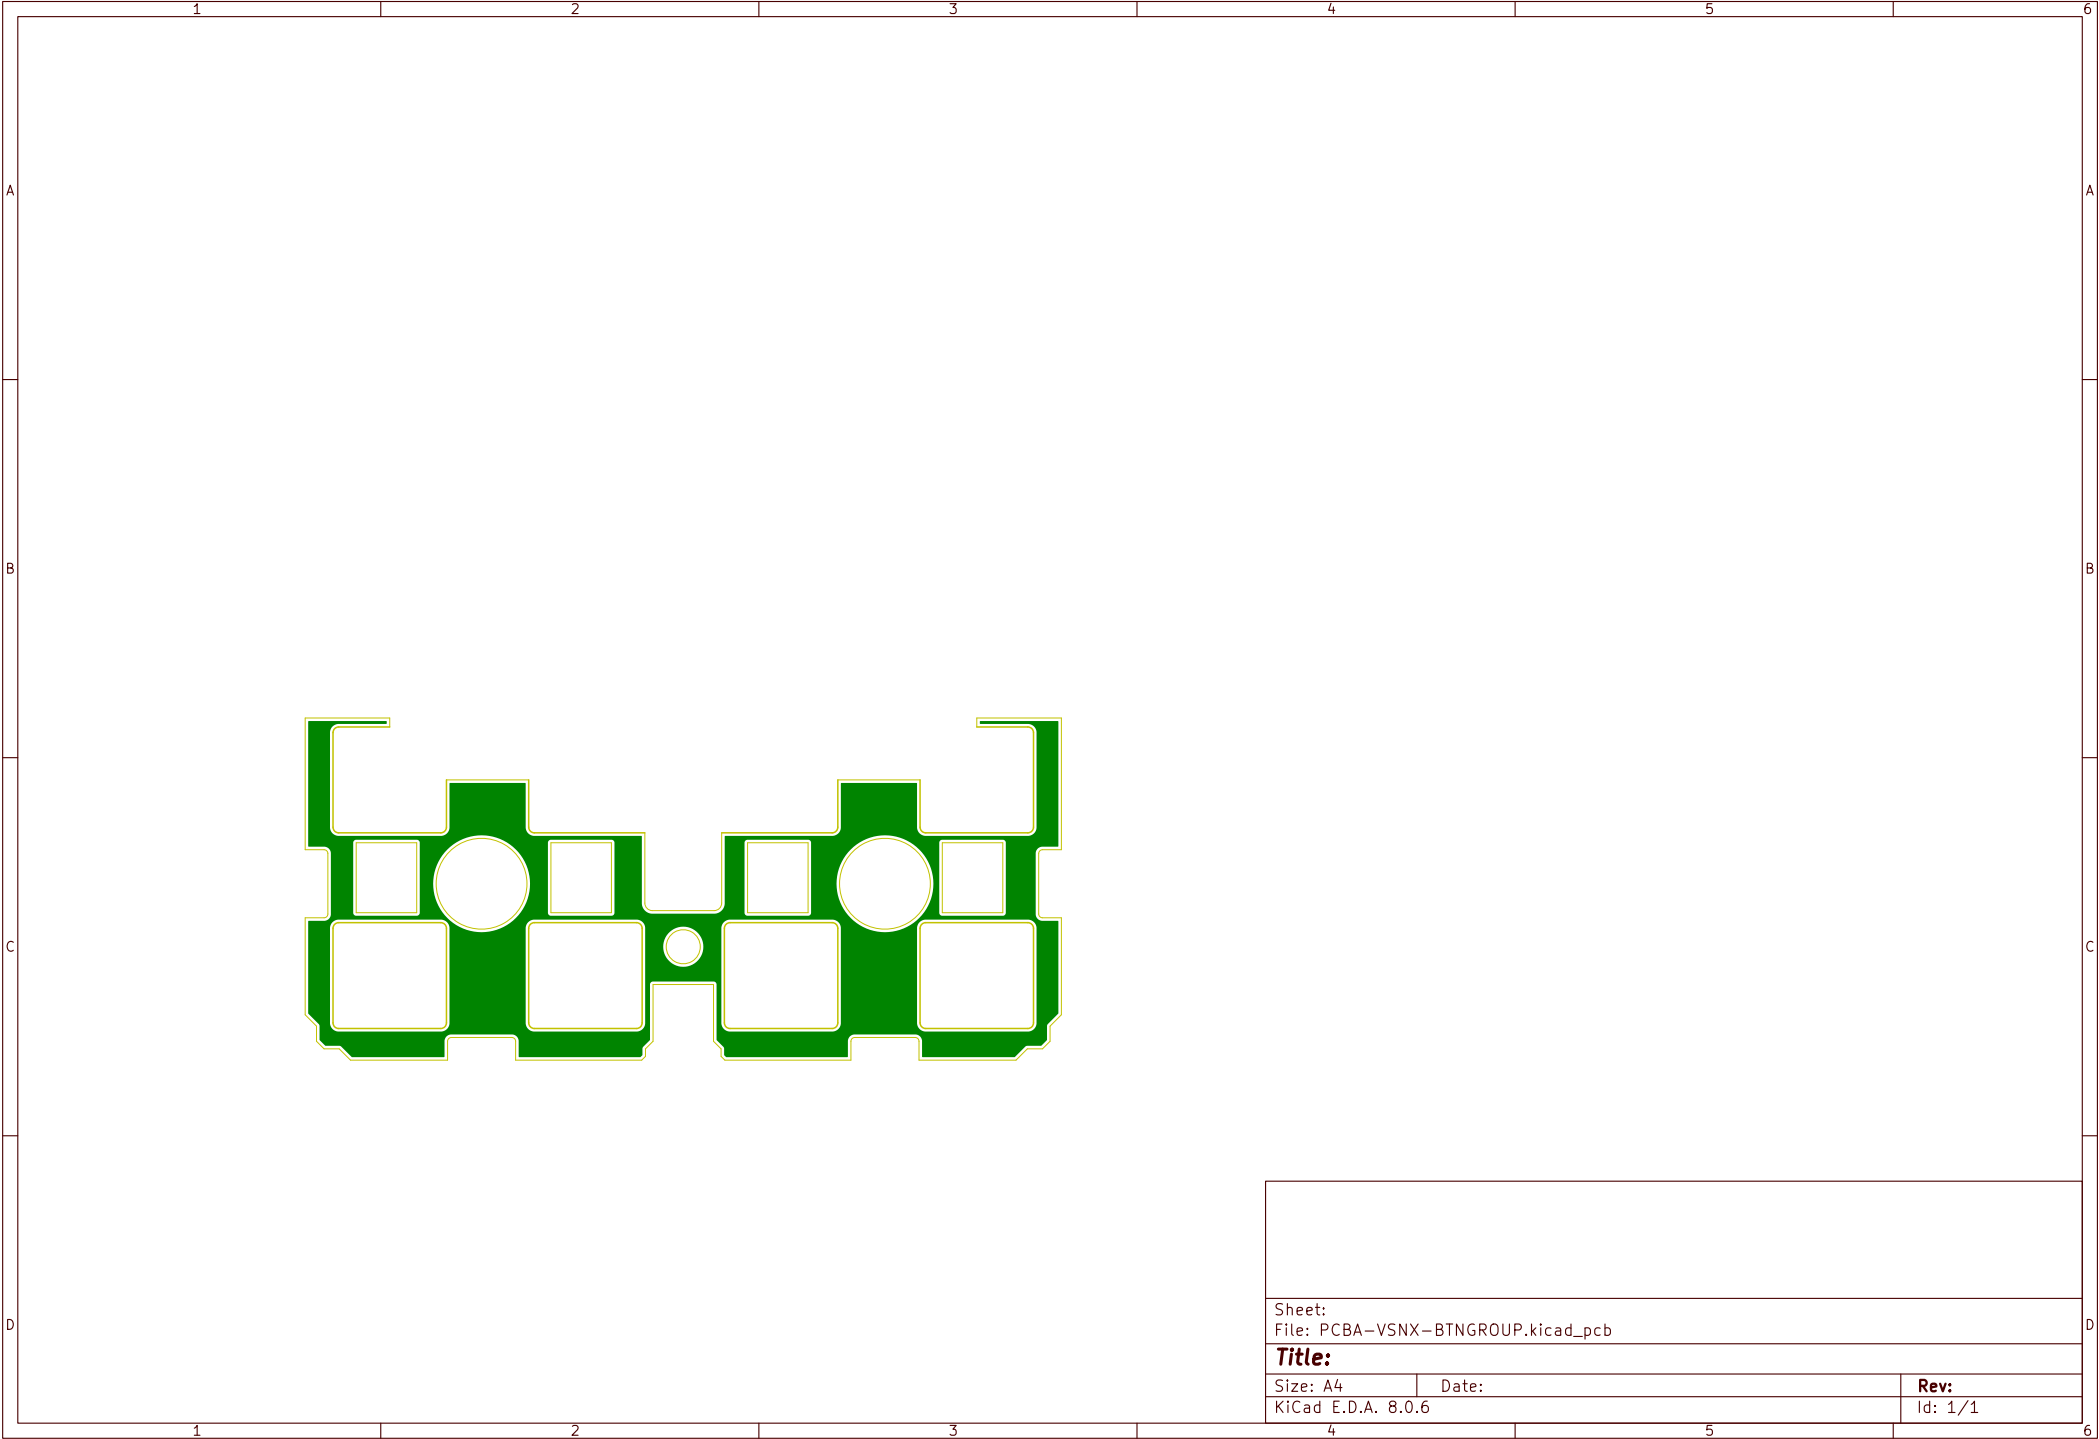 1 2 3 4 5 6
A A
B B
C C
D D
Sheet:
File: PCBA-VSNX-BTNGROUP.kicad_pcb
Title:
Size: A4 Date: Rev:
KiCad E.D.A. 8.0.6 Id: 1/1
1 2 3 4 5 6